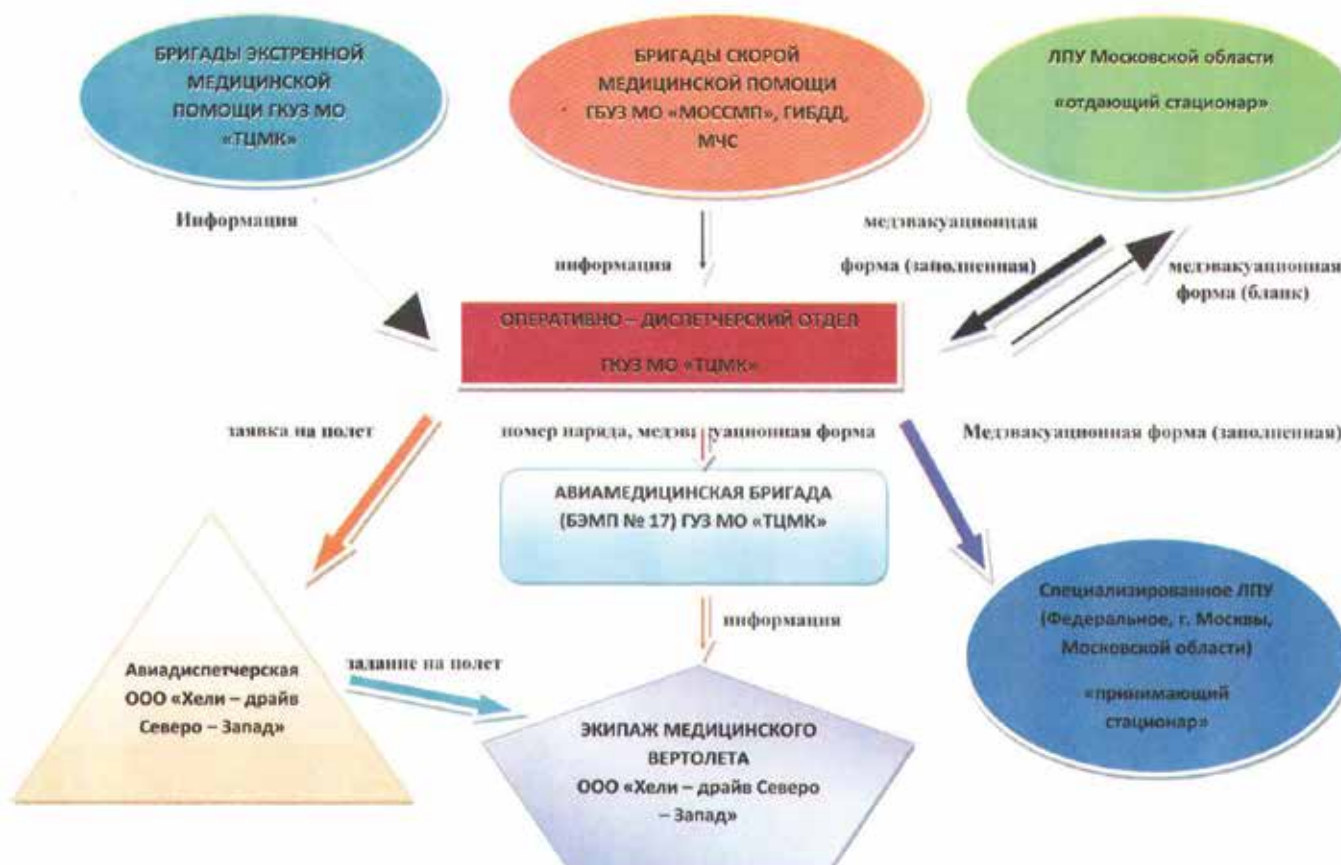 БРИГАДЫ ЭКСТРЕННОЙ
МЕДИЦИНСКОЙ
ПОМОЩИ ГКУЗ МО
«ТЦМК»
БРИГАДЫ СКОРОЙ
МЕДИЦИНСКОЙ ПОМОЩИ
ГБУЗ МО «МОССМП», ГИБДД,
МЧС
ЛПУ Московской области
«отдающий стационар»
Информация
информация
медэвакуационная
форма (заполненная)
медэвакуационная
форма (бланк)
ОПЕРАТИВНО – ДИСПЕТЧЕРСКИЙ ОТДЕЛ
ГКУЗ МО «ТЦМК»
заявка на полет
номер наряда, медэва уационная форма
Медэвакуационная форма (заполненная)
АВИАМЕДИЦИНСКАЯ БРИГАДА
(БЭМП № 17) ГУЗ МО «ТЦМК»
информация
Специализированное ЛПУ
(Федеральное, г. Москвы,
Московской области)
«принимающий
стационар»
Авиадиспетчерская
ООО «Хели – драйв
Северо – Запад»
задание на полет
ЭКИПАЖ МЕДИЦИНСКОГО
ВЕРТОЛЕТА
ООО «Хели – драйв Северо
– Запад»